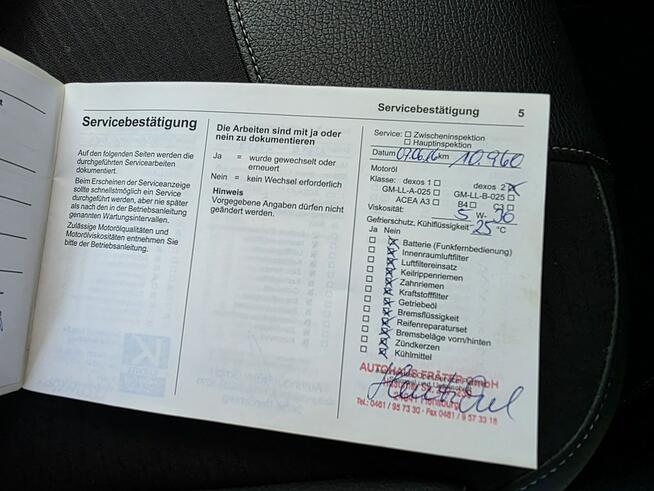 Servicebestätigung 5
Servicebestätigung
Auf den folgenden Seiten werden die
durchgeführten Servicearbeiten
dokumentiert.
Beim Erscheinen der Serviceanzeige
sollte schnellstmöglich ein Service
durchgeführt werden, aber nie später
als nach den in der Betriebsanleitung
genannten Wartungsintervallen.
Zulässige Motorölqualitäten und
Motorölviskositäten entnehmen Sie
bitte der Betriebsanleitung.
Die Arbeiten sind mit ja oder
nein zu dokumentieren
Ja = wurde gewechselt oder
erneuert
Nein = kein Wechsel erforderlich
Hinweis
Vorgegebene Angaben dürfen nicht
geändert werden.
Service: ☐ Zwischeninspektion
☐ Hauptinspektion
Datum km 10.960
Motoröl
Klasse: dexos 1 ☐ dexos 2 ☒
GM-LL-A-025 ☐ GM-LL-B-025 ☐
ACEA A3 ☐ B4 ☐ C3 ☐
Viskosität: 5 W- 30
Gefrierschutz, Kühlflüssigkeit -25 °C
Ja Nein
☐ ☒ Batterie (Funkfernbedienung)
☐ ☒ Innenraumluftfilter
☐ ☒ Luftfiltereinsatz
☐ ☒ Keilrippenriemen
☐ ☒ Zahnriemen
☐ ☒ Kraftstofffilter
☐ ☒ Getriebeöl
☐ ☒ Bremsflüssigkeit
☐ ☒ Reifenreparaturset
☐ ☒ Bremsbeläge vorn/hinten
☐ ☒ Zündkerzen
☐ ☒ Kühlmittel
AUTOHAUS GmbH
Flensburg
Tel.: 0461 / 95 73 30 - Fax 0461 / 9 57 33 18